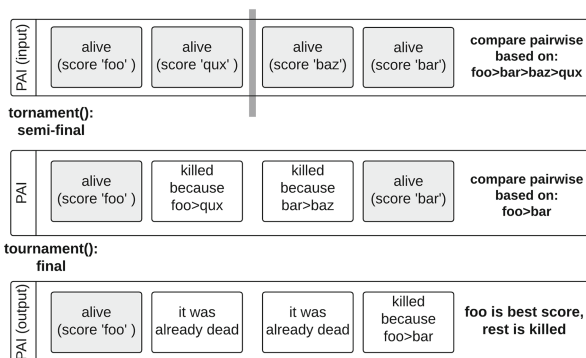 PAI (input)
alive
(score 'foo' )
alive
(score 'qux' )
alive
(score 'baz')
alive
(score 'bar')
compare pairwise
based on:
foo>bar>baz>qux
tornament():
semi-final
PAI
alive
(score 'foo' )
killed
because
foo>qux
killed
because
bar>baz
alive
(score 'bar')
compare pairwise
based on:
foo>bar
tournament():
final
PAI (output)
alive
(score 'foo' )
it was
already dead
it was
already dead
killed
because
foo>bar
foo is best score,
rest is killed